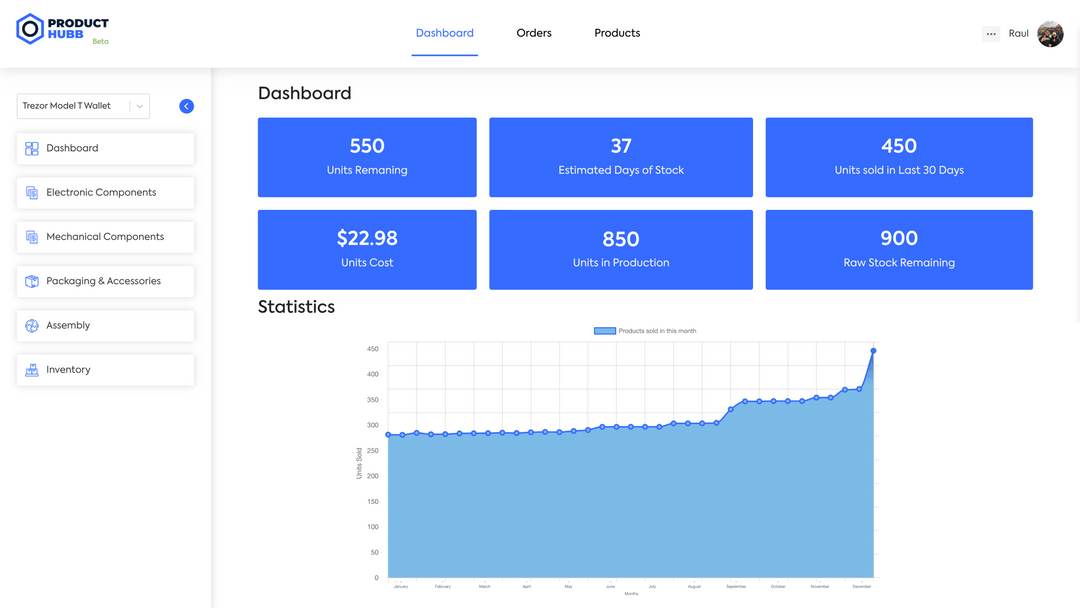 PRODUCT
HUBB
Beta
Dashboard
Orders
Products
Raul
Trezor Model T Wallet
Dashboard
Electronic Components
Mechanical Components
Packaging & Accessories
Assembly
Inventory
Dashboard
550
Units Remaning
37
Estimated Days of Stock
450
Units sold in Last 30 Days
$22.98
Units Cost
850
Units in Production
900
Raw Stock Remaining
Statistics
Products sold in this month
450
400
350
300
250
200
150
100
50
0
Units Sold
January
February
March
April
May
June
July
August
September
October
November
December
Months